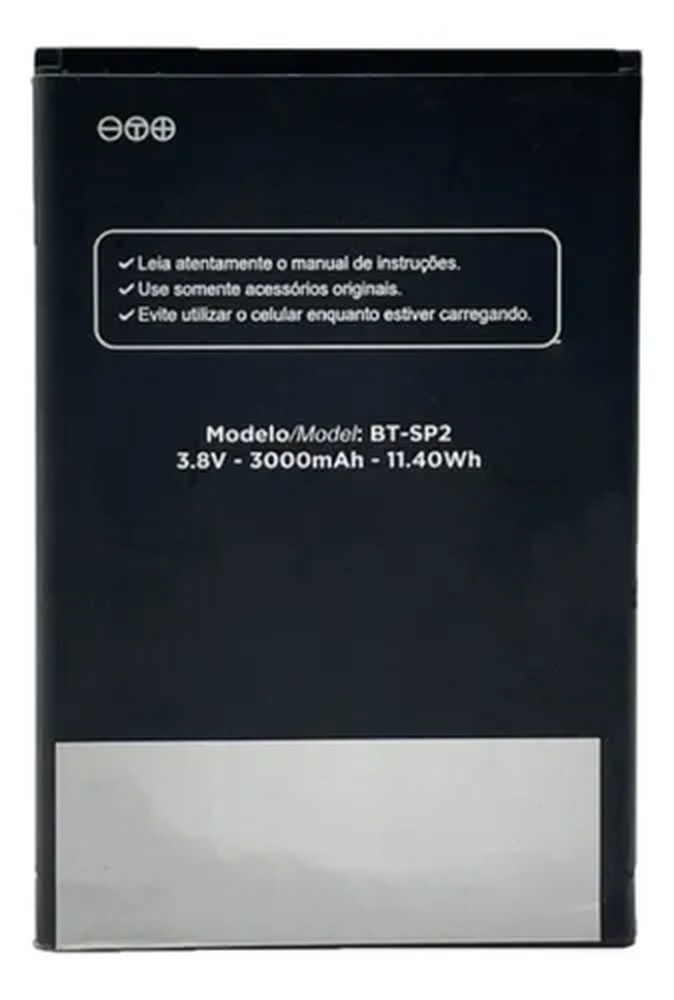 ⊖Ⓣ⊕
✓Leia atentamente o manual de instruções.
✓Use somente acessórios originais.
✓Evite utilizar o celular enquanto estiver carregando.
Modelo/Model: BT-SP2
3.8V - 3000mAh - 11.40Wh